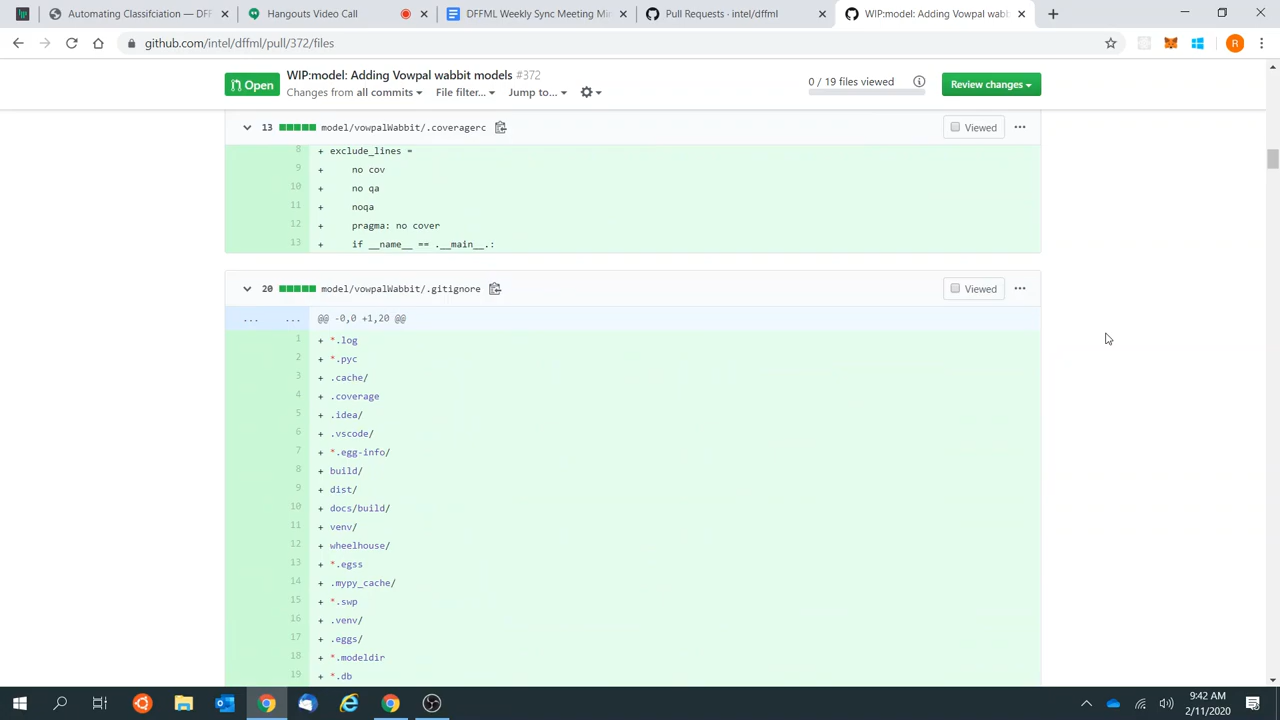 Automating Classifciation — DFF
Hangouts Video Call
DFFML Weekly Sync Meeting Min
Pull Requests · intel/dffml
WIP:model: Adding Vowpal wabb
github.com/intel/dffml/pull/372/files
R
Open
WIP:model: Adding Vowpal wabbit models #372
Changes from all commits
File filter...
Jump to...
0 / 19 files viewed
Review changes
13 model/vowpalWabbit/.coveragerc
Viewed
8 + exclude_lines =
9 + no cov
10 + no qa
11 + noqa
12 + pragma: no cover
13 + if __name__ == .__main__.:
20 model/vowpalWabbit/.gitignore
Viewed
... ... @@ -0,0 +1,20 @@
1 + *.log
2 + *.pyc
3 + .cache/
4 + .coverage
5 + .idea/
6 + .vscode/
7 + *.egg-info/
8 + build/
9 + dist/
10 + docs/build/
11 + venv/
12 + wheelhouse/
13 + *.egss
14 + .mypy_cache/
15 + *.swp
16 + .venv/
17 + .eggs/
18 + *.modeldir
19 + *.db
9:42 AM
2/11/2020